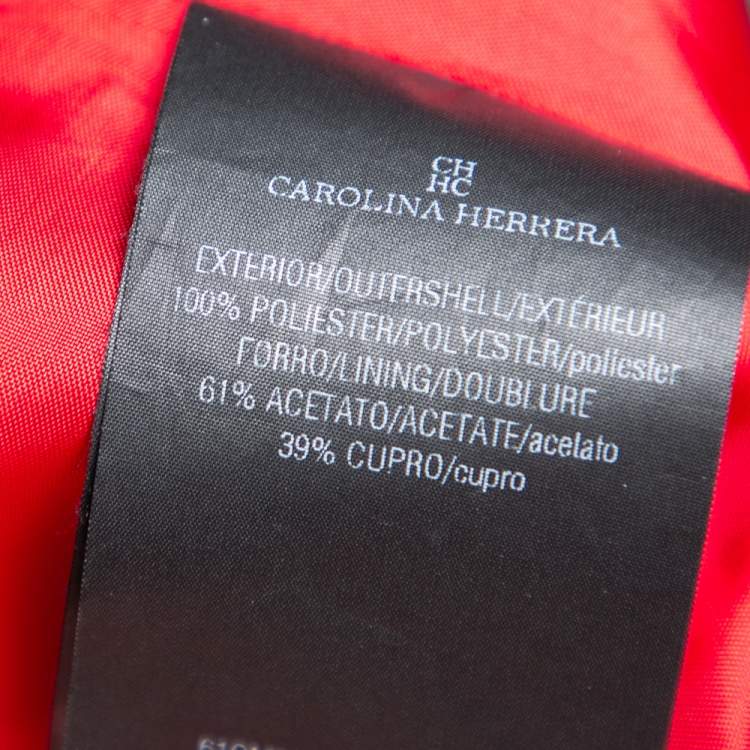 CH
HC
CAROLINA HERRERA
EXTERIOR/OUTERSHELL/EXTÉRIEUR
100% POLIESTER/POLYESTER/poliester
FORRO/LINING/DOUBLURE
61% ACETATO/ACETATE/acetato
39% CUPRO/cupro